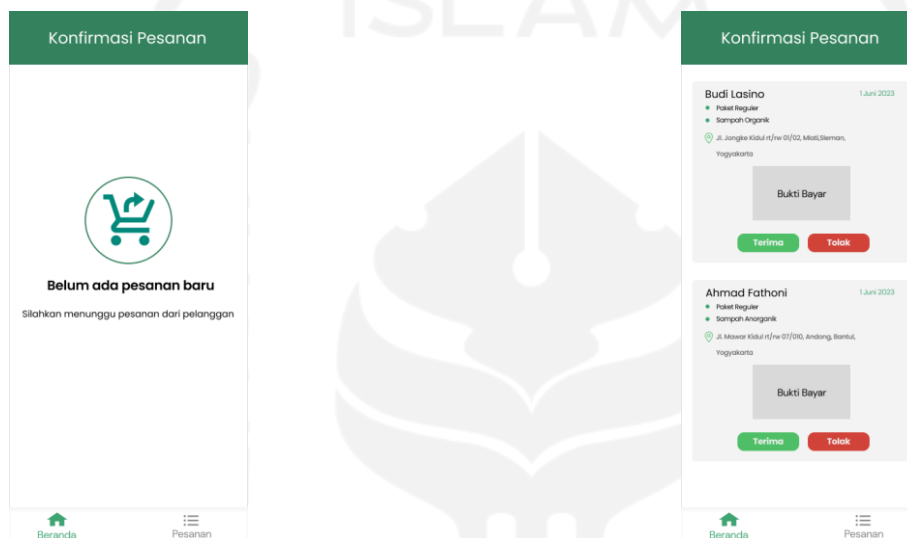 ISLAM
Konfirmasi Pesanan
Belum ada pesanan baru
Silahkan menunggu pesanan dari pelanggan
Beranda
Pesanan
Konfirmasi Pesanan
Budi Lasino
1 Juni 2023
Paket Reguler
Sampah Organik
Jl. Jongke Kidul rt/rw 01/02, Mlati,Sleman,
Yogyakarta
Bukti Bayar
Terima
Tolak
Ahmad Fathoni
1 Juni 2023
Paket Reguler
Sampah Anorganik
Jl. Mawar Kidul rt/rw 07/010, Andong, Bantul,
Yogyakarta
Bukti Bayar
Terima
Tolak
Beranda
Pesanan